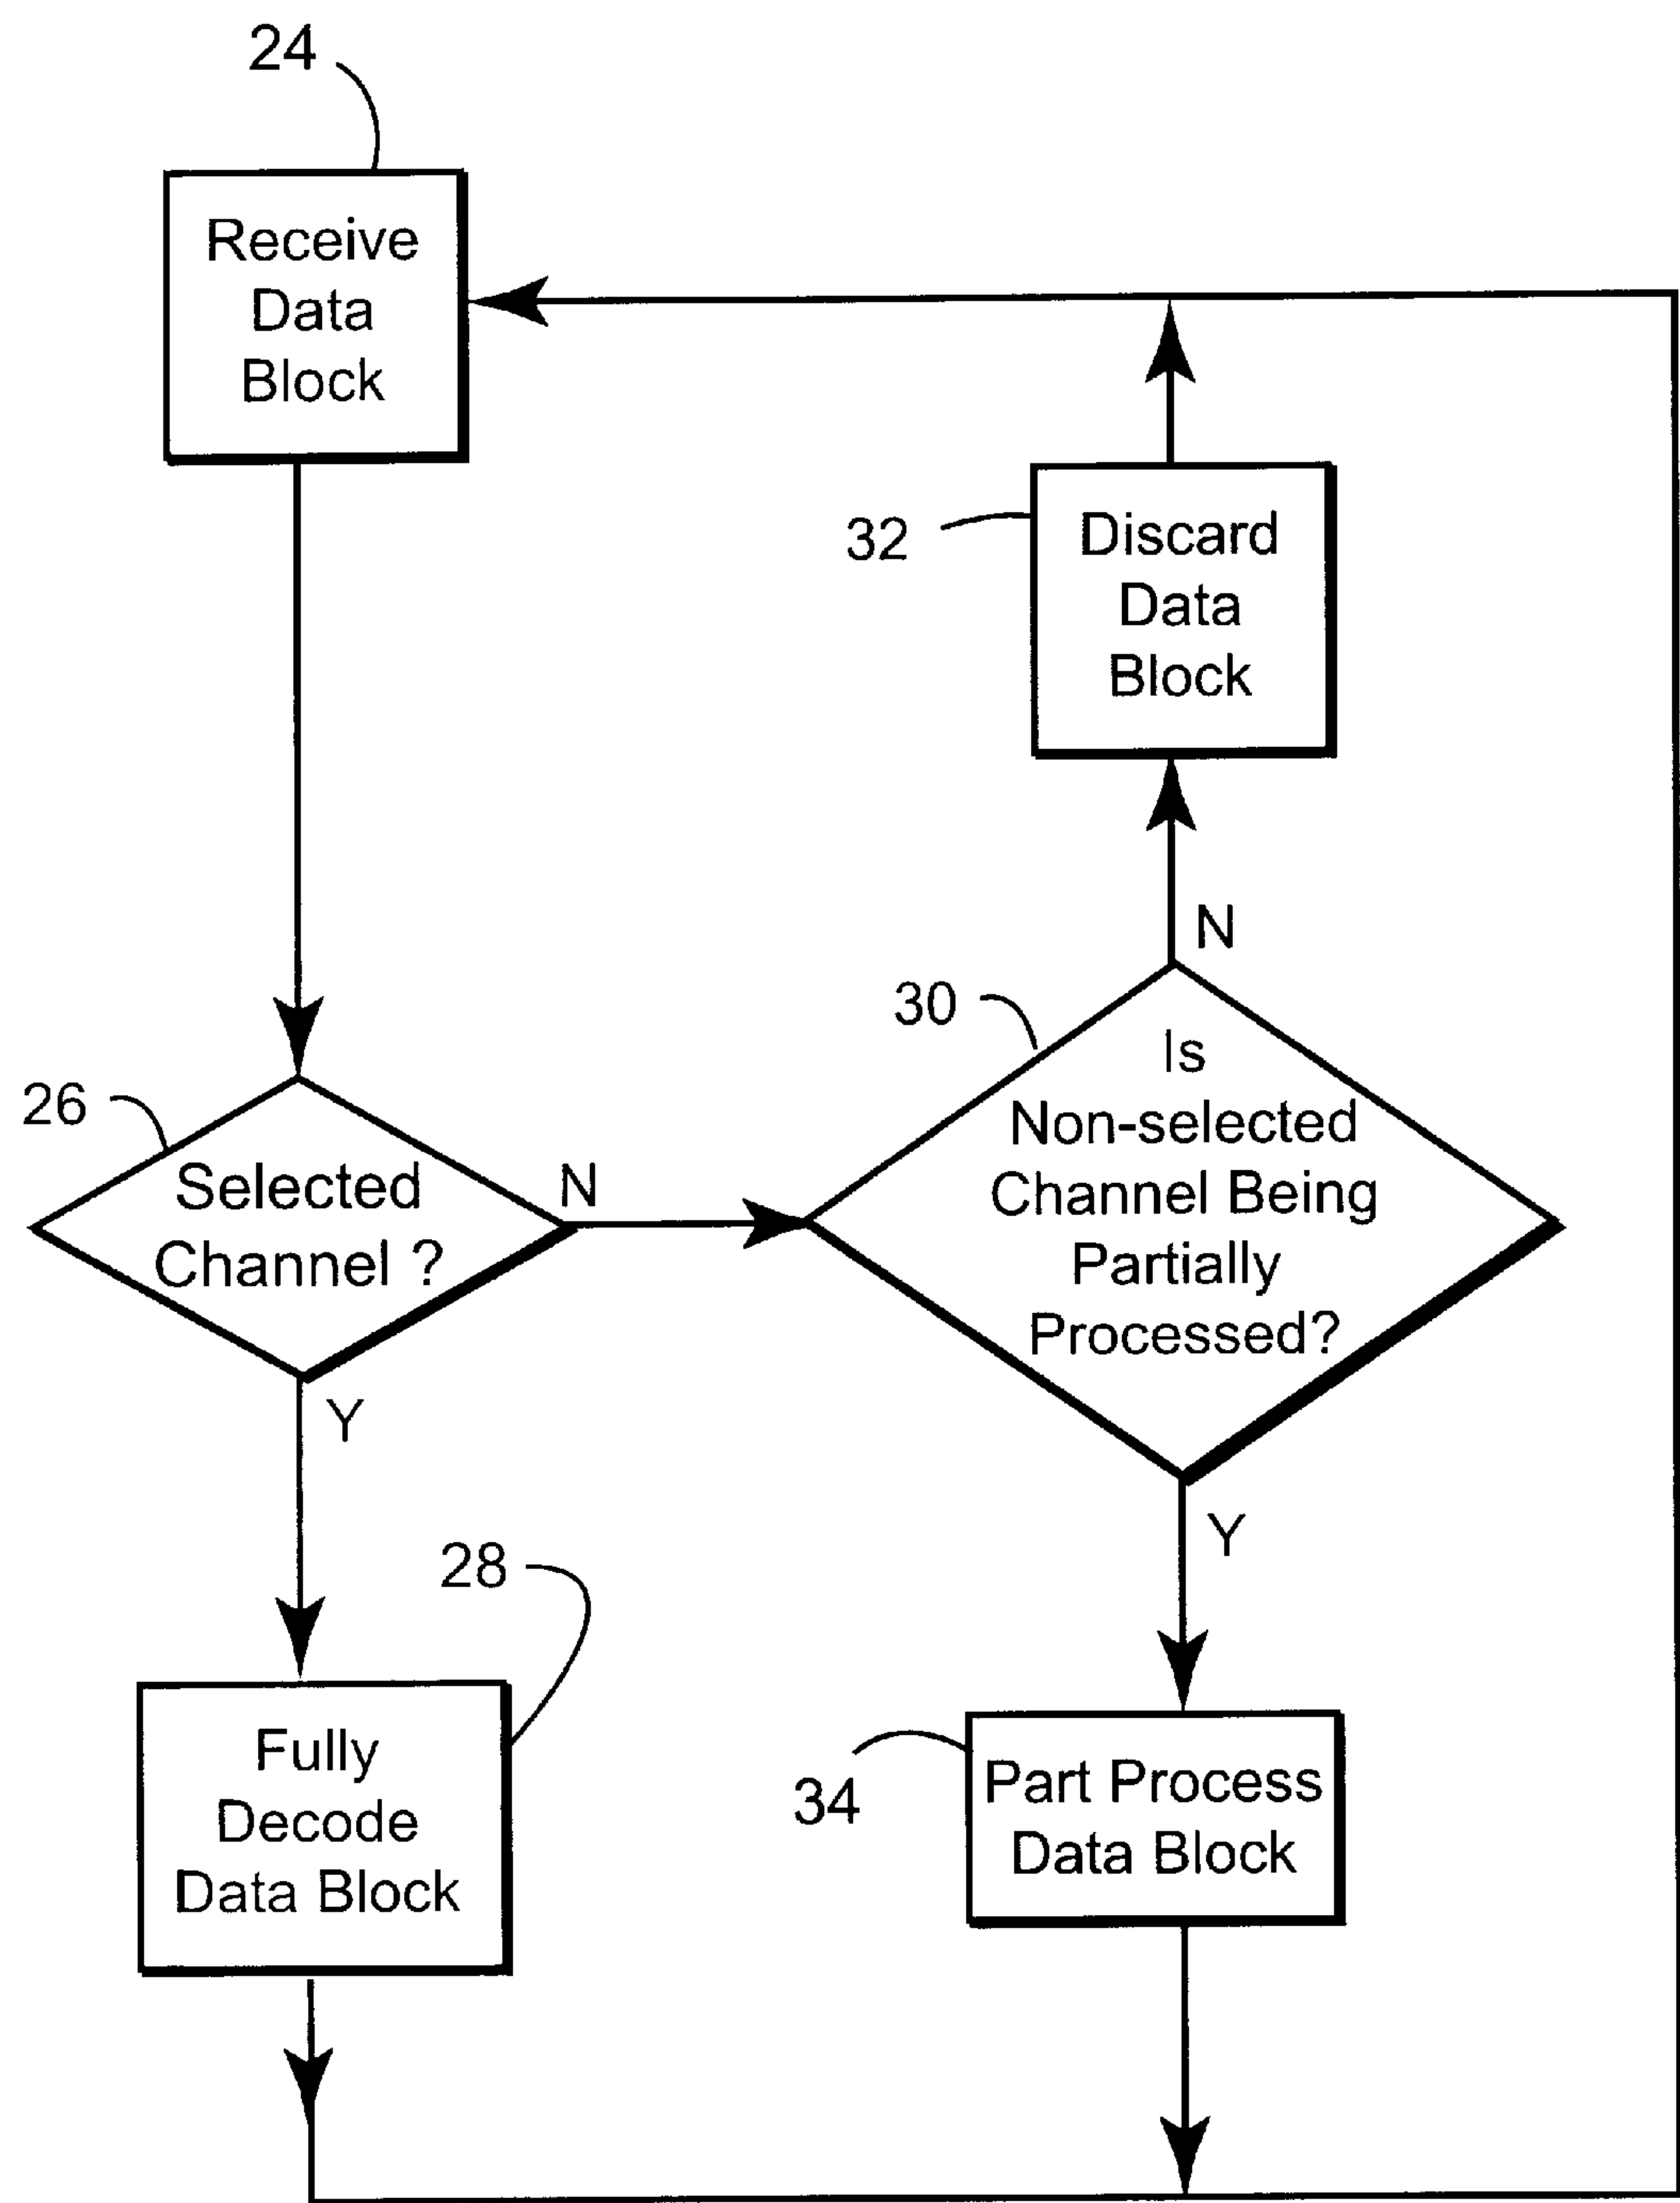 24
Receive
Data
Block
32
Discard
Data
Block
N
30
Is
Non-selected
Channel Being
Partially
Processed?
26
Selected
Channel ?
N
Y
Y
28
Fully
Decode
Data Block
34
Part Process
Data Block